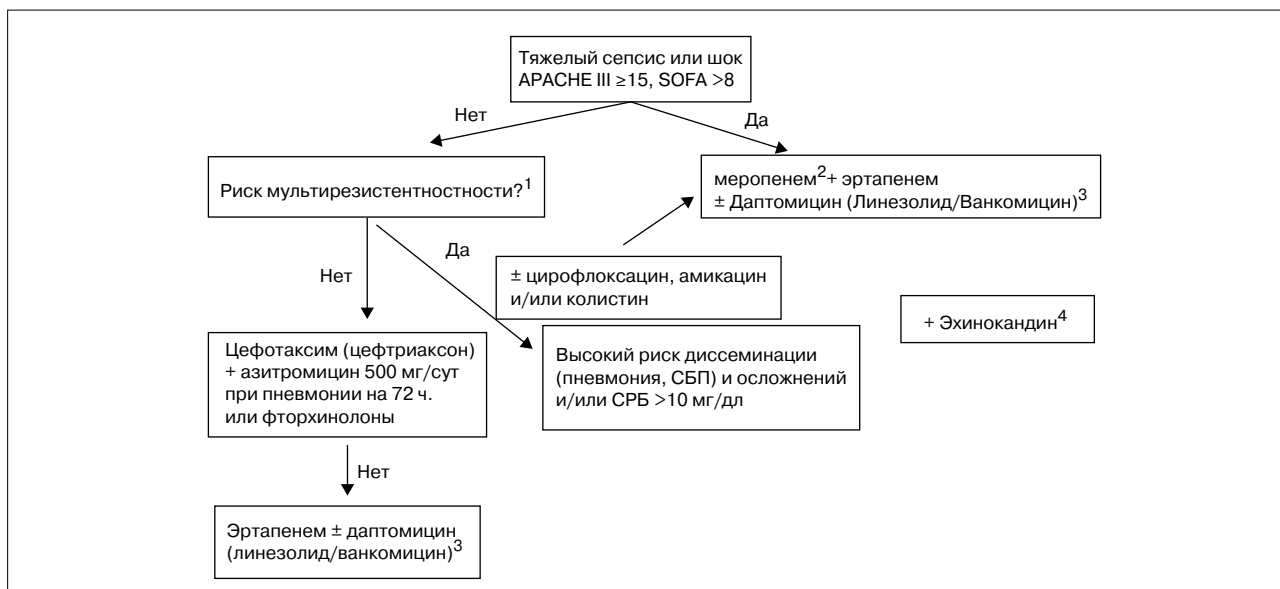 Тяжелый сепсис или шок
APACHE III ≥15, SOFA >8
Нет
Да
Риск мультирезистентностности?1
меропенем2+ эртапенем
± Даптомицин (Линезолид/Ванкомицин)3
Нет
Да
± цирофлоксацин, амикацин
и/или колистин
+ Эхинокандин4
Цефотаксим (цефтриаксон)
+ азитромицин 500 мг/сут
при пневмонии на 72 ч.
или фторхинолоны
Высокий риск диссеминации
(пневмония, СБП) и осложнений
и/или СРБ >10 мг/дл
Нет
Эртапенем ± даптомицин
(линезолид/ванкомицин)3